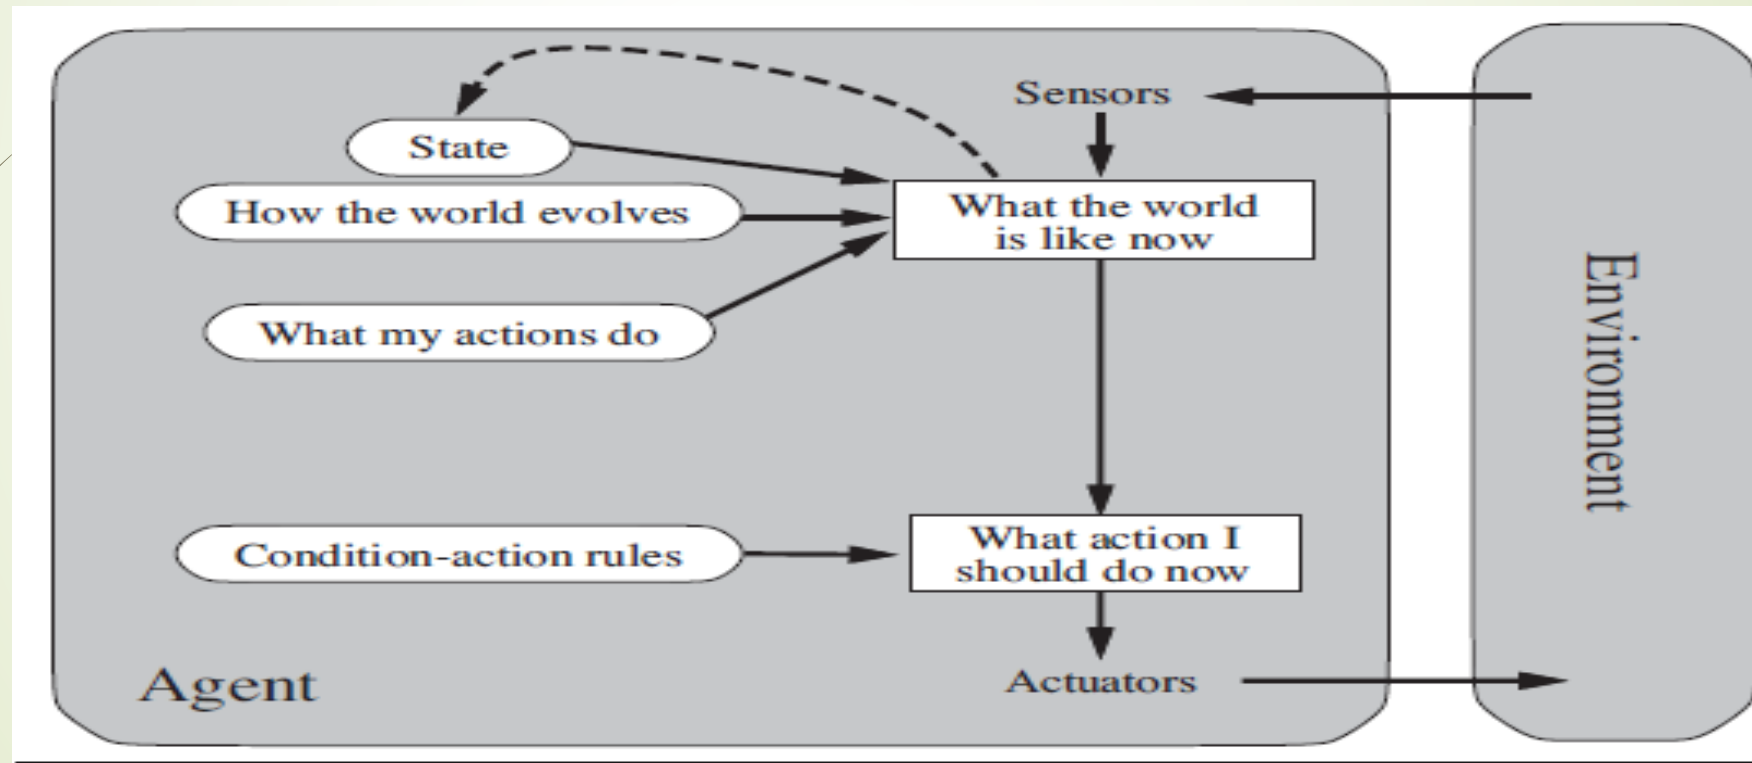 Sensors
State
How the world evolves
What the world
is like now
What my actions do
Environment
Condition-action rules
What action I
should do now
Agent
Actuators